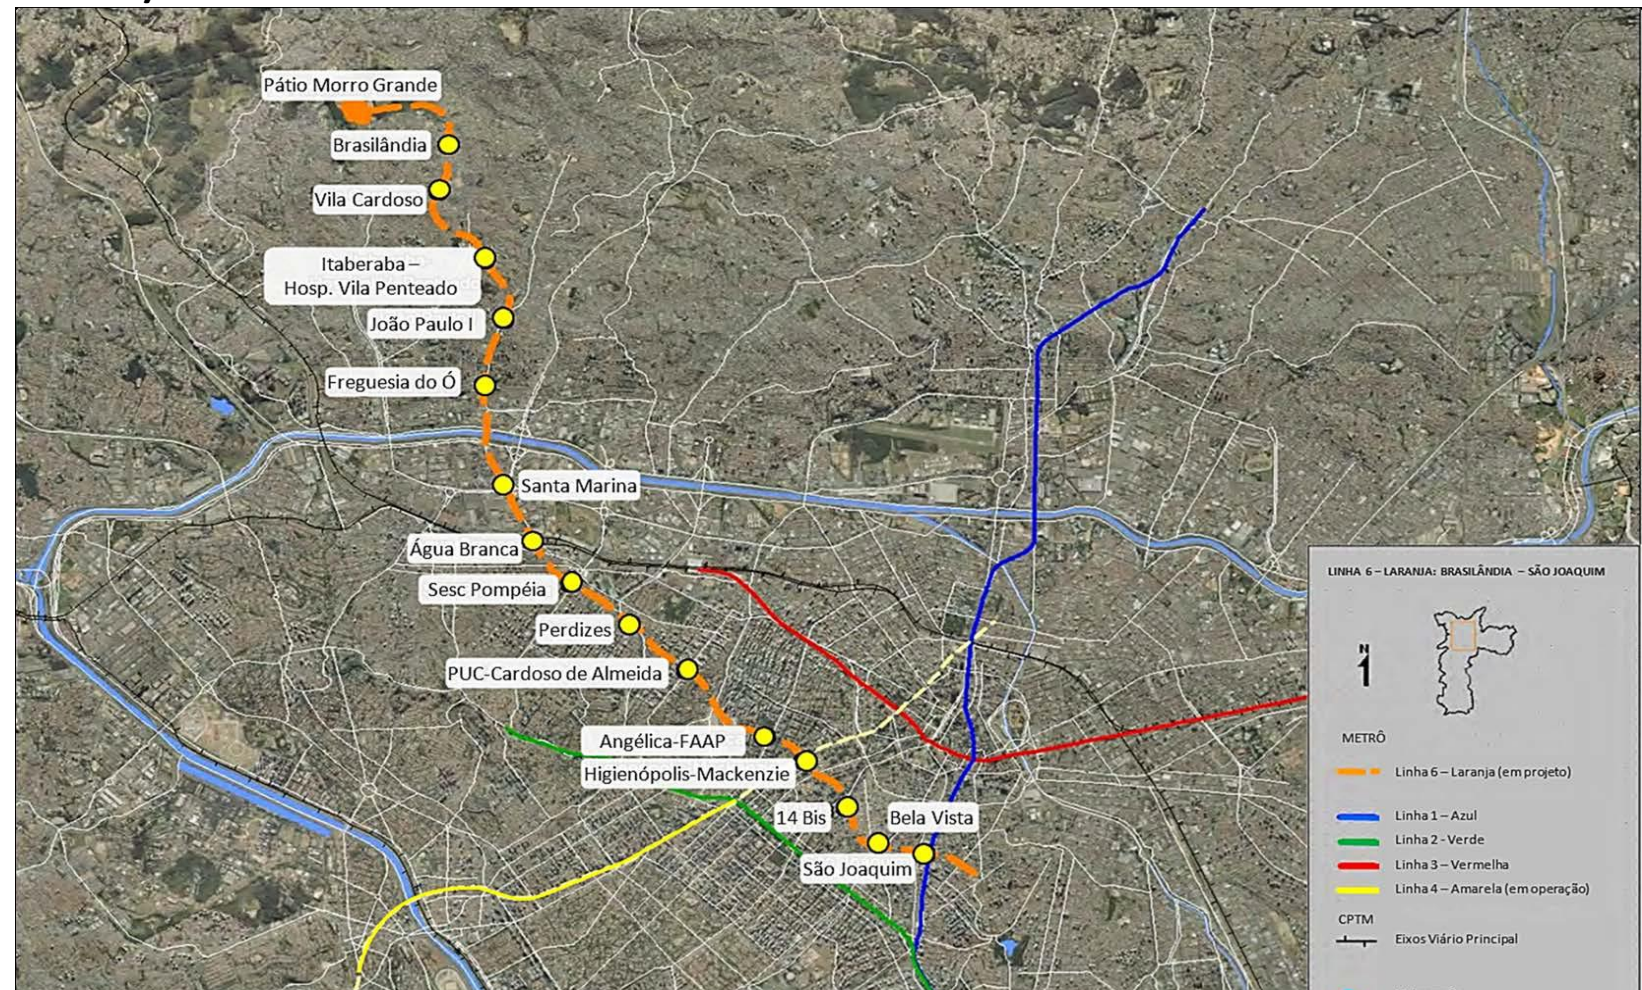 Pátio Morro Grande
Brasilândia
Vila Cardoso
Itaberaba –
Hosp. Vila Penteado
João Paulo I
Freguesia do Ó
Santa Marina
Água Branca
Sesc Pompéia
Perdizes
PUC-Cardoso de Almeida
Angélica-FAAP
Higienópolis-Mackenzie
14 Bis
Bela Vista
São Joaquim
LINHA 6 – LARANJA: BRASILÂNDIA – SÃO JOAQUIM
N
METRÔ
Linha 6 – Laranja (em projeto)
Linha 1 – Azul
Linha 2 - Verde
Linha 3 – Vermelha
Linha 4 – Amarela (em operação)
CPTM
Eixos Viário Principal